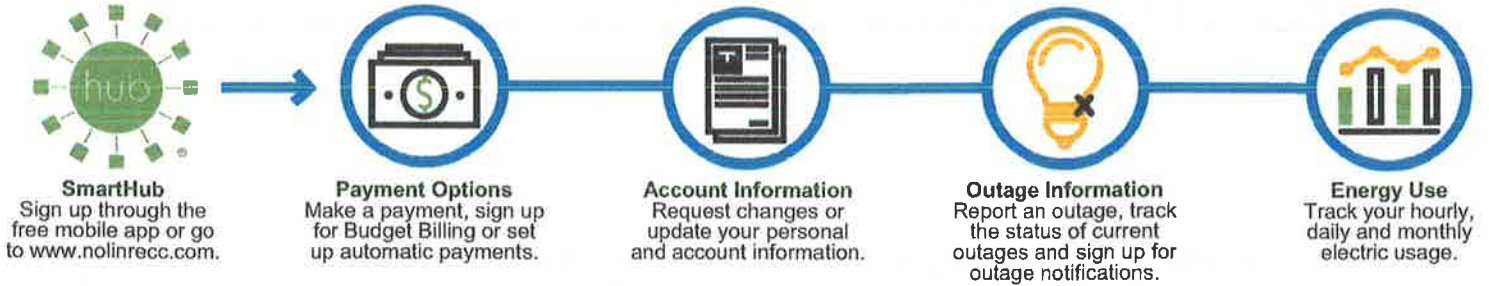 hub
®
$
T
SmartHub
Sign up through the
free mobile app or go
to www.nolinrecc.com.
Payment Options
Make a payment, sign up
for Budget Billing or set
up automatic payments.
Account Information
Request changes or
update your personal
and account information.
Outage Information
Report an outage, track
the status of current
outages and sign up for
outage notifications.
Energy Use
Track your hourly,
daily and monthly
electric usage.